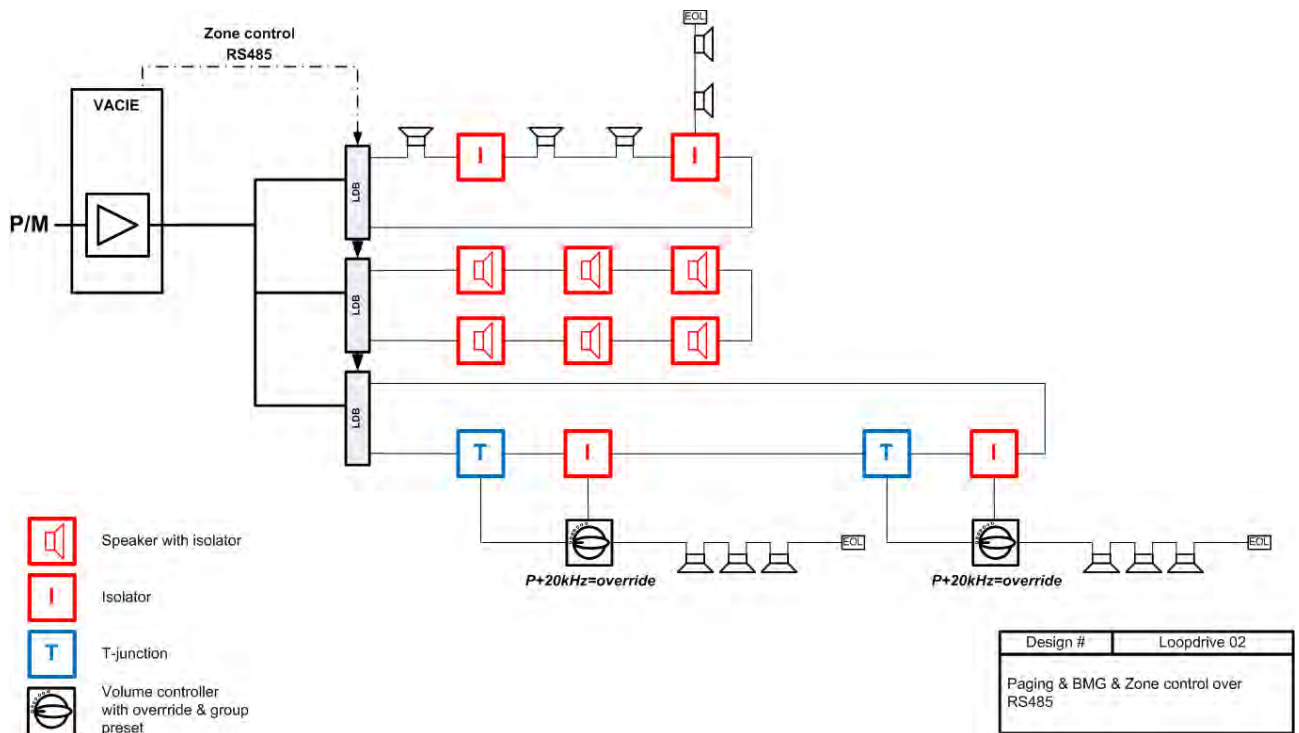 EOL
Zone control
RS485
VACIE
LDB
I
I
P/M
LDB
LDB
T
I
T
I
EOL
EOL
P+20kHz=override
P+20kHz=override
Speaker with isolator
I
Isolator
T
T-junction
Volume controller
with overrride & group
preset
Design #
Loopdrive 02
Paging & BMG & Zone control over
RS485